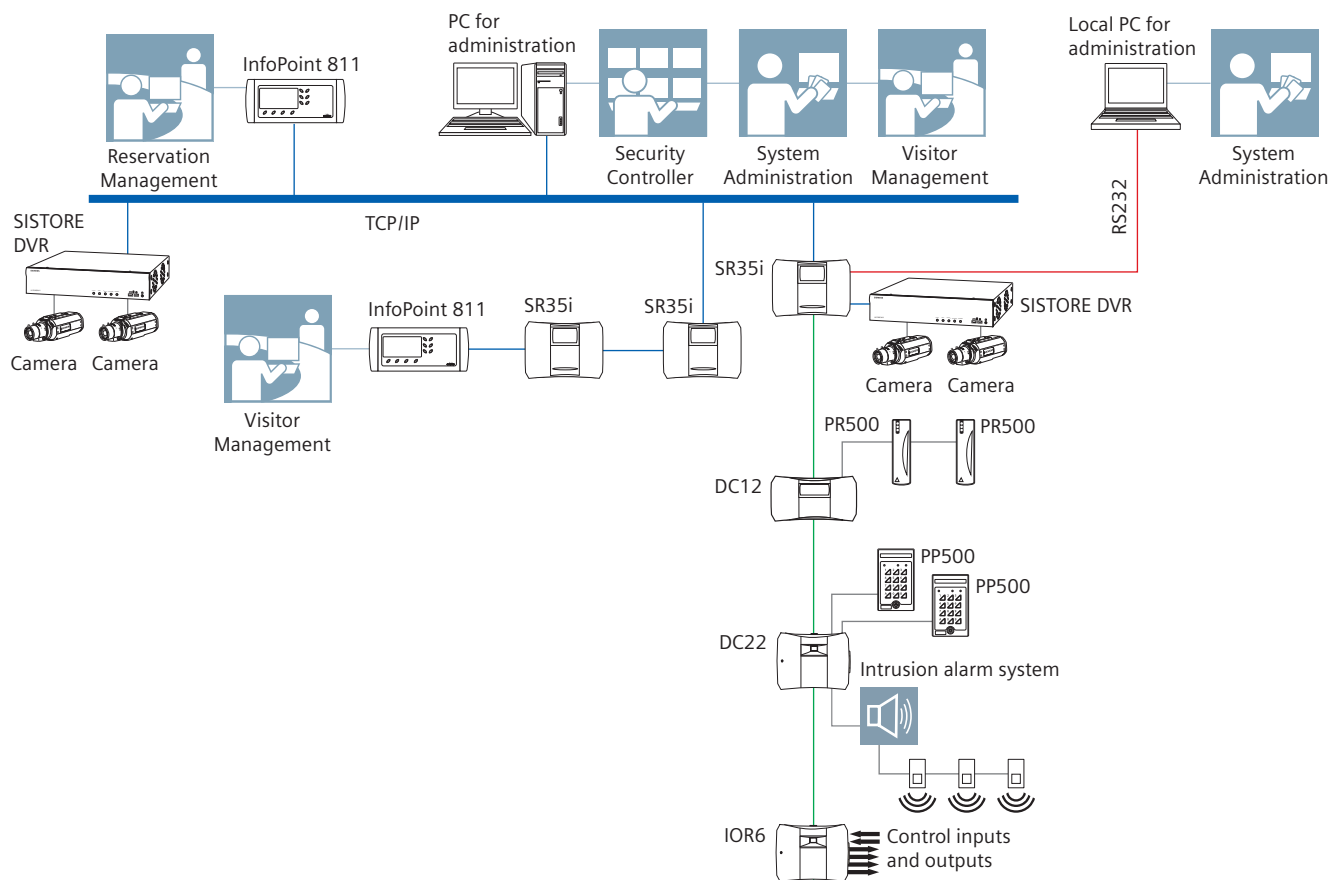 PC for
administration
Local PC for
administration
InfoPoint 811
Reservation
Management
Security
Controller
System
Administration
Visitor
Management
System
Administration
RS232
TCP/IP
SISTORE
DVR
SR35i
InfoPoint 811
SR35i
SR35i
SISTORE DVR
Camera
Camera
Camera
Camera
Visitor
Management
PR500
PR500
DC12
PP500
PP500
DC22
Intrusion alarm system
IOR6
Control inputs
and outputs